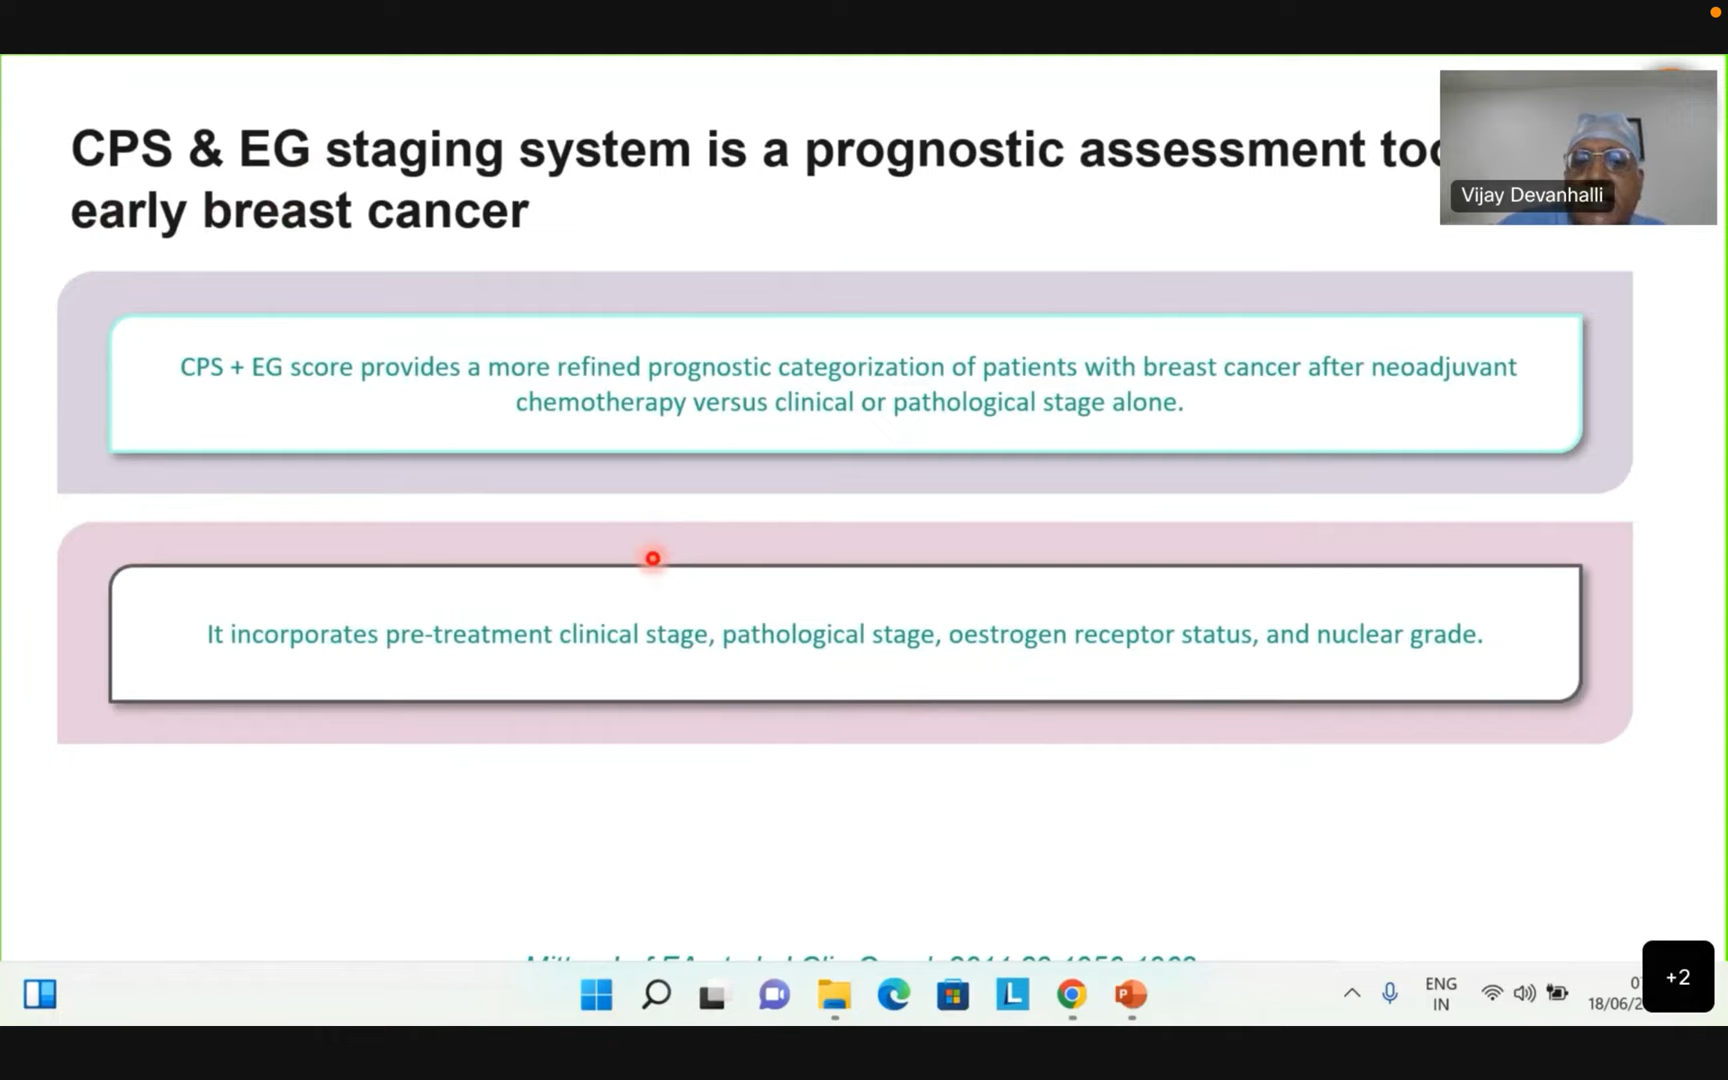 CPS & EG staging system is a prognostic assessment
early breast cancer
Vijay Devanhalli
CPS + EG score provides a more refined prognostic categorization of patients with breast cancer after neoadjuvant
chemotherapy versus clinical or pathological stage alone.
It incorporates pre-treatment clinical stage, pathological stage, oestrogen receptor status, and nuclear grade.
ENG
IN
+2